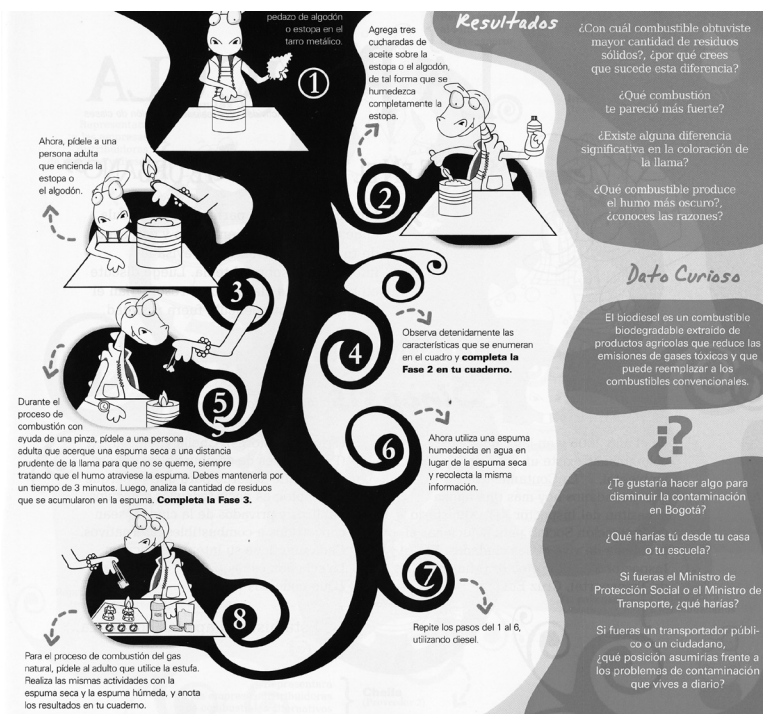 pedazo de algodón
o estopa en el
tarro metálico.
1
Agrega tres
cucharadas de
aceite sobre la
estopa o el algodón,
de tal forma que se
humedezca
completamente la
estopa.
2
Ahora, pídele a una
persona adulta
que encienda la
estopa o
el algodón.
3
Observa detenidamente las
características que se enumeran
en el cuadro y completa la
Fase 2 en tu cuaderno.
4
Durante el
proceso de
combustión con
ayuda de una pinza, pídele a una persona
adulta que acerque una espuma seca a una distancia
prudente de la llama para que no se queme, siempre
tratando que el humo atraviese la espuma. Debes mantenerla por
un tiempo de 3 minutos. Luego, analiza la cantidad de residuos
que se acumularon en la espuma. Completa la Fase 3.
5
5
Ahora utiliza una espuma
humedecida en agua en
lugar de la espuma seca
y recolecta la misma
información.
6
Repite los pasos del 1 al 6,
utilizando diesel.
7
Para el proceso de combustión del gas
natural, pídele al adulto que utilice la estufa.
Realiza las mismas actividades con la
espuma seca y la espuma húmeda, y anota
los resultados en tu cuaderno.
8
Resultados
¿Con cuál combustible obtuviste
mayor cantidad de residuos
sólidos?, ¿por qué crees
que sucede esta diferencia?
¿Qué combustión
te pareció más fuerte?
¿Existe alguna diferencia
significativa en la coloración de
la llama?
¿Qué combustible produce
el humo más oscuro?,
¿conoces las razones?
Dato Curioso
El biodiesel es un combustible
biodegradable extraído de
productos agrícolas que reduce las
emisiones de gases tóxicos y que
puede reemplazar a los
combustibles convencionales.
¿?
¿Te gustaría hacer algo para
disminuir la contaminación
en Bogotá?
¿Qué harías tú desde tu casa
o tu escuela?
Si fueras el Ministro de
Protección Social o el Ministro de
Transporte, ¿qué harías?
Si fueras un transportador públi-
co o un ciudadano,
¿qué posición asumirías frente a
los problemas de contaminación
que vives a diario?